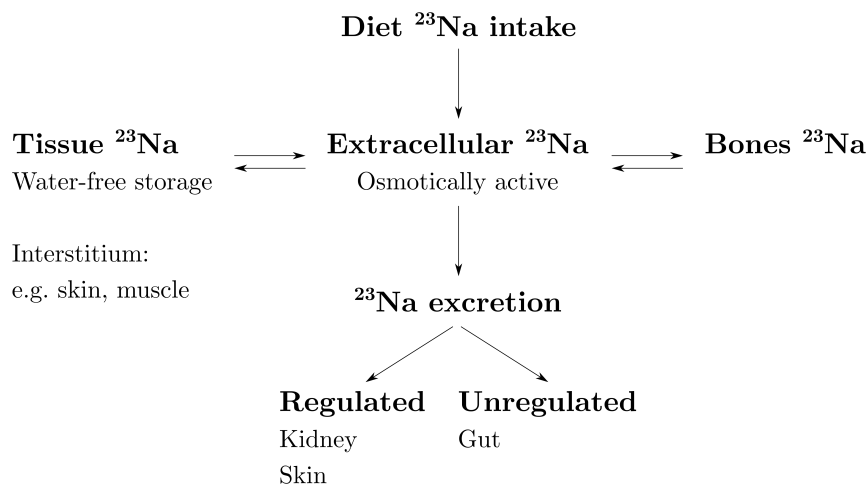 Diet ²³Na intake
Tissue ²³Na
Water-free storage
Extracellular ²³Na
Osmotically active
Bones ²³Na
Interstitium:
e.g. skin, muscle
²³Na excretion
Regulated
Kidney
Skin
Unregulated
Gut